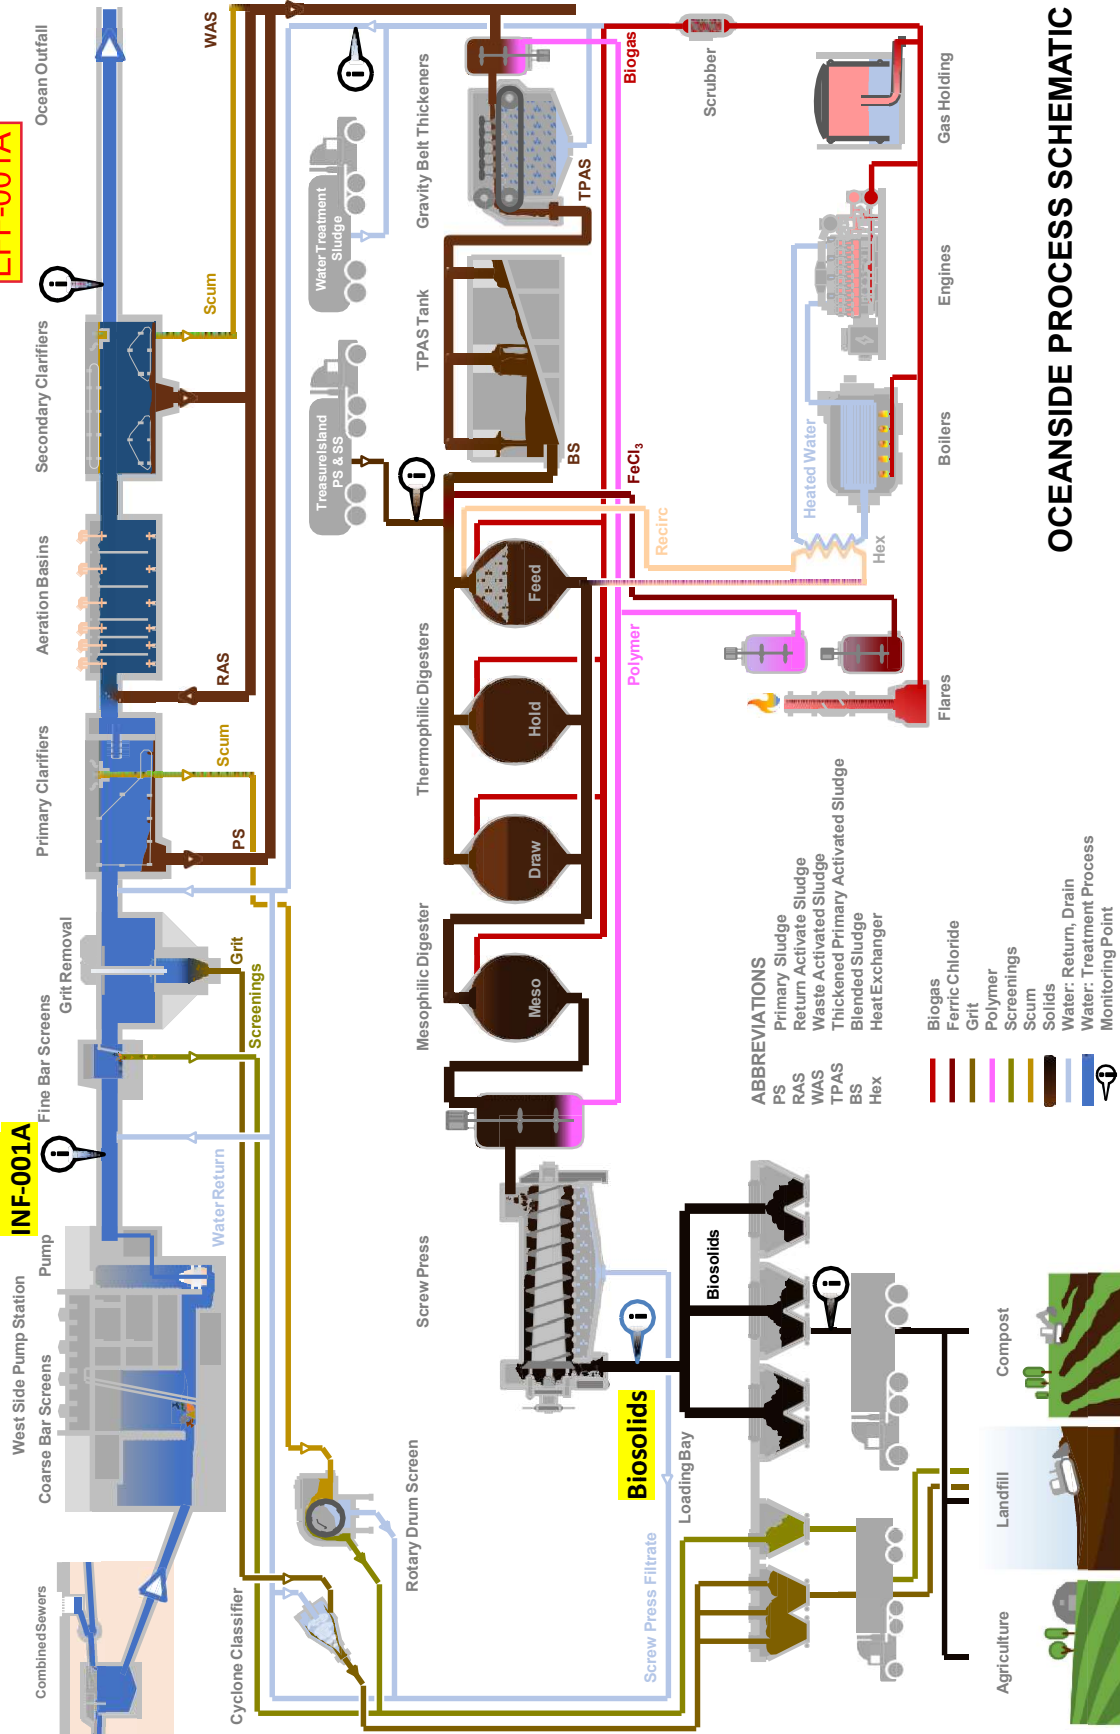 OCEANSIDE PROCESS SCHEMATIC
CombinedSewers
West Side Pump Station
Coarse Bar Screens
Pump
INF-001A
Fine Bar Screens
Grit Removal
Primary Clarifiers
Aeration Basins
Secondary Clarifiers
EFF-001A
Ocean Outfall
Water Return
Screenings
Grit
PS
Scum
RAS
Scum
WAS
Cyclone Classifier
Rotary Drum Screen
TreasureIsland
PS & SS
Water Treatment
Sludge
Screw Press
Mesophilic Digester
Thermophilic Digesters
TPAS Tank
Gravity Belt Thickeners
Meso
Draw
Hold
Feed
BS
TPAS
Biogas
FeCl3
Recirc
Polymer
Scrubber
Gas Holding
Engines
Boilers
Heated Water
Hex
Flares
Screw Press Filtrate
Biosolids
Loading Bay
Biosolids
Agriculture
Landfill
Compost
ABBREVIATIONS
PS Primary Sludge
RAS Return Activate Sludge
WAS Waste Activated Sludge
TPAS Thickened Primary Activated Sludge
BS Blended Sludge
Hex Heat Exchanger
Biogas
Ferric Chloride
Grit
Polymer
Screenings
Scum
Solids
Water: Return, Drain
Water: Treatment Process
Monitoring Point